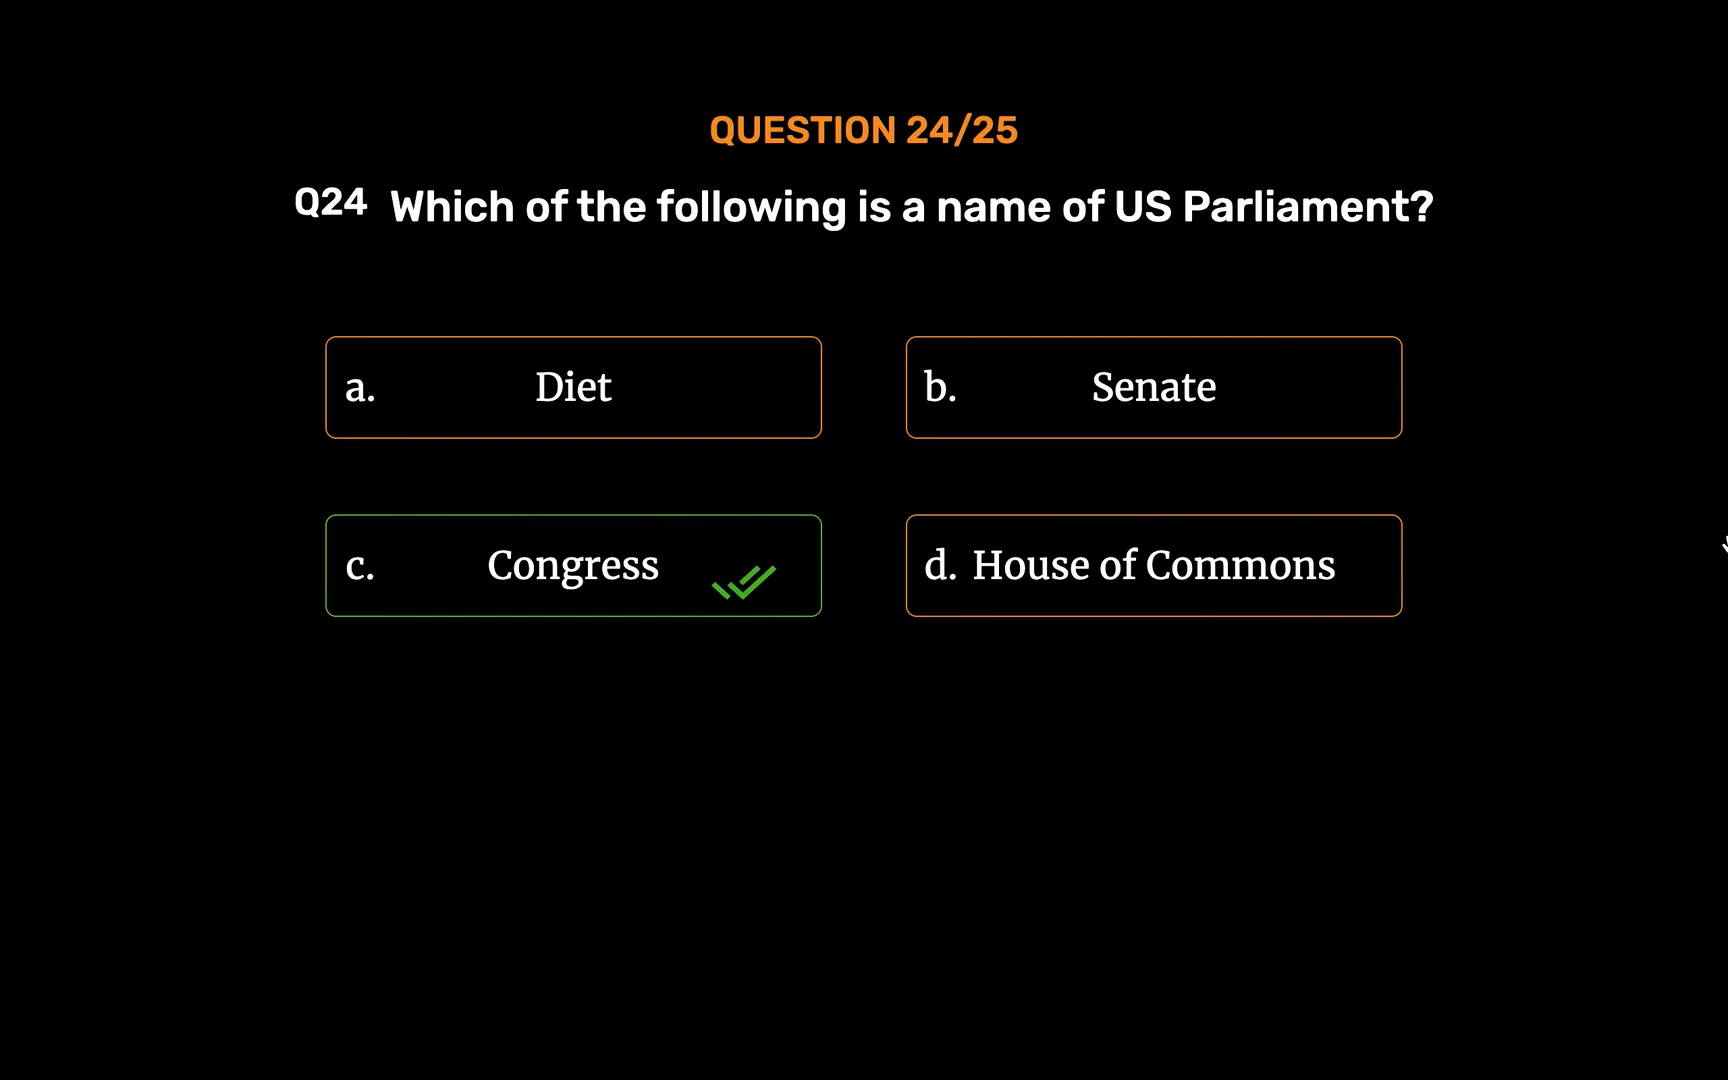 QUESTION 24/25
Q24 Which of the following is a name of US Parliament?
a. Diet
b. Senate
c. Congress
d. House of Commons